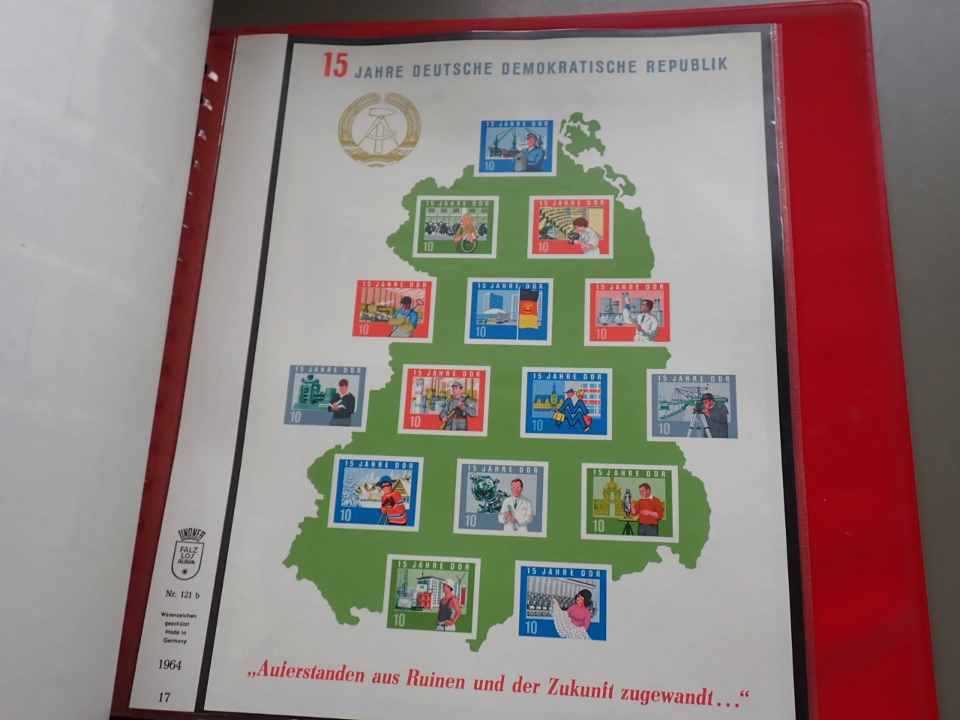 15 JAHRE DEUTSCHE DEMOKRATISCHE REPUBLIK
15 JAHRE DDR
10
15 JAHRE DDR
10
15 JAHRE DDR
10
15 JAHRE DDR
10
15 JAHRE DDR
10
15 JAHRE DDR
10
15 JAHRE DDR
10
15 JAHRE DDR
10
15 JAHRE DDR
10
15 JAHRE DDR
10
15 JAHRE DDR
10
15 JAHRE DDR
10
15 JAHRE DDR
10
15 JAHRE DDR
10
15 JAHRE DDR
10
„Auferstanden aus Ruinen und der Zukunft zugewandt..."
LINDNER
FALZ
LOS
ALBUM
Nr. 121 b
Warenzeichen
geschützt
Made in
Germany
1964
17